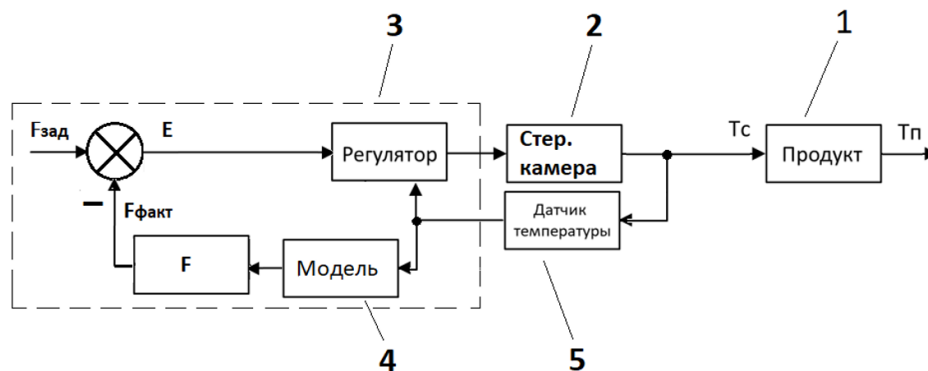 3
2
1
Fзад
E
Регулятор
Стер.
камера
Tc
Продукт
Tп
Fфакт
Датчик
температуры
F
Модель
4
5